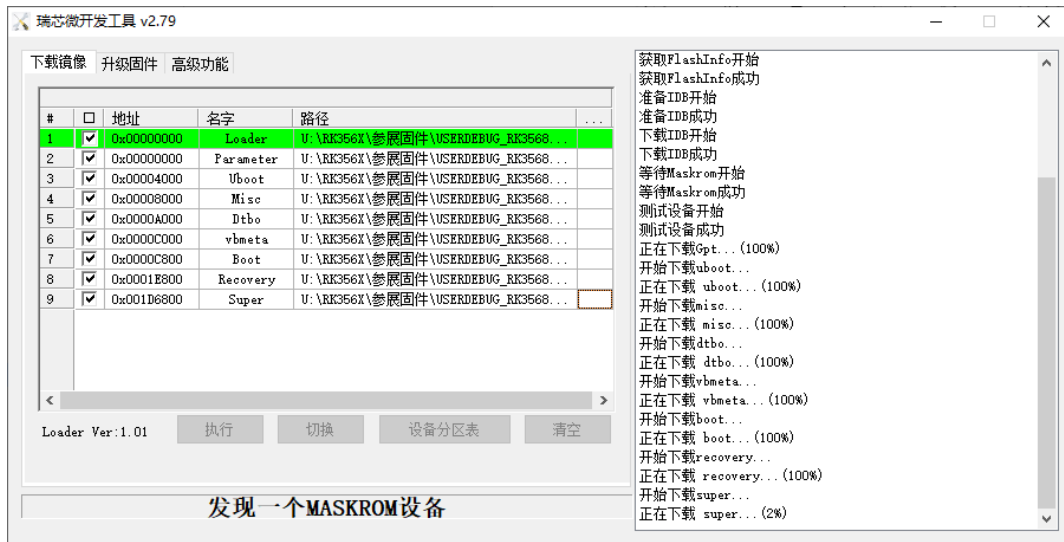 瑞芯微开发工具 v2.79
下载镜像 升级固件 高级功能
# 地址 名字 路径 ...
1 0x00000000 Loader U:\RK356X\参展固件\USERDEBUG_RK3568...
2 0x00000000 Parameter U:\RK356X\参展固件\USERDEBUG_RK3568...
3 0x00004000 Uboot U:\RK356X\参展固件\USERDEBUG_RK3568...
4 0x00008000 Misc U:\RK356X\参展固件\USERDEBUG_RK3568...
5 0x0000A000 Dtbo U:\RK356X\参展固件\USERDEBUG_RK3568...
6 0x0000C000 vbmeta U:\RK356X\参展固件\USERDEBUG_RK3568...
7 0x0000C800 Boot U:\RK356X\参展固件\USERDEBUG_RK3568...
8 0x0001E800 Recovery U:\RK356X\参展固件\USERDEBUG_RK3568...
9 0x001D6800 Super U:\RK356X\参展固件\USERDEBUG_RK3568...
Loader Ver:1.01 执行 切换 设备分区表 清空
发现一个MASKROM设备
获取FlashInfo开始
获取FlashInfo成功
准备IDB开始
准备IDB成功
下载IDB开始
下载IDB成功
等待Maskrom开始
等待Maskrom成功
测试设备开始
测试设备成功
正在下载Gpt...(100%)
开始下载uboot...
正在下载 uboot...(100%)
开始下载misc...
正在下载 misc...(100%)
开始下载dtbo...
正在下载 dtbo...(100%)
开始下载vbmeta...
正在下载 vbmeta...(100%)
开始下载boot...
正在下载 boot...(100%)
开始下载recovery...
正在下载 recovery...(100%)
开始下载super...
正在下载 super...(2%)